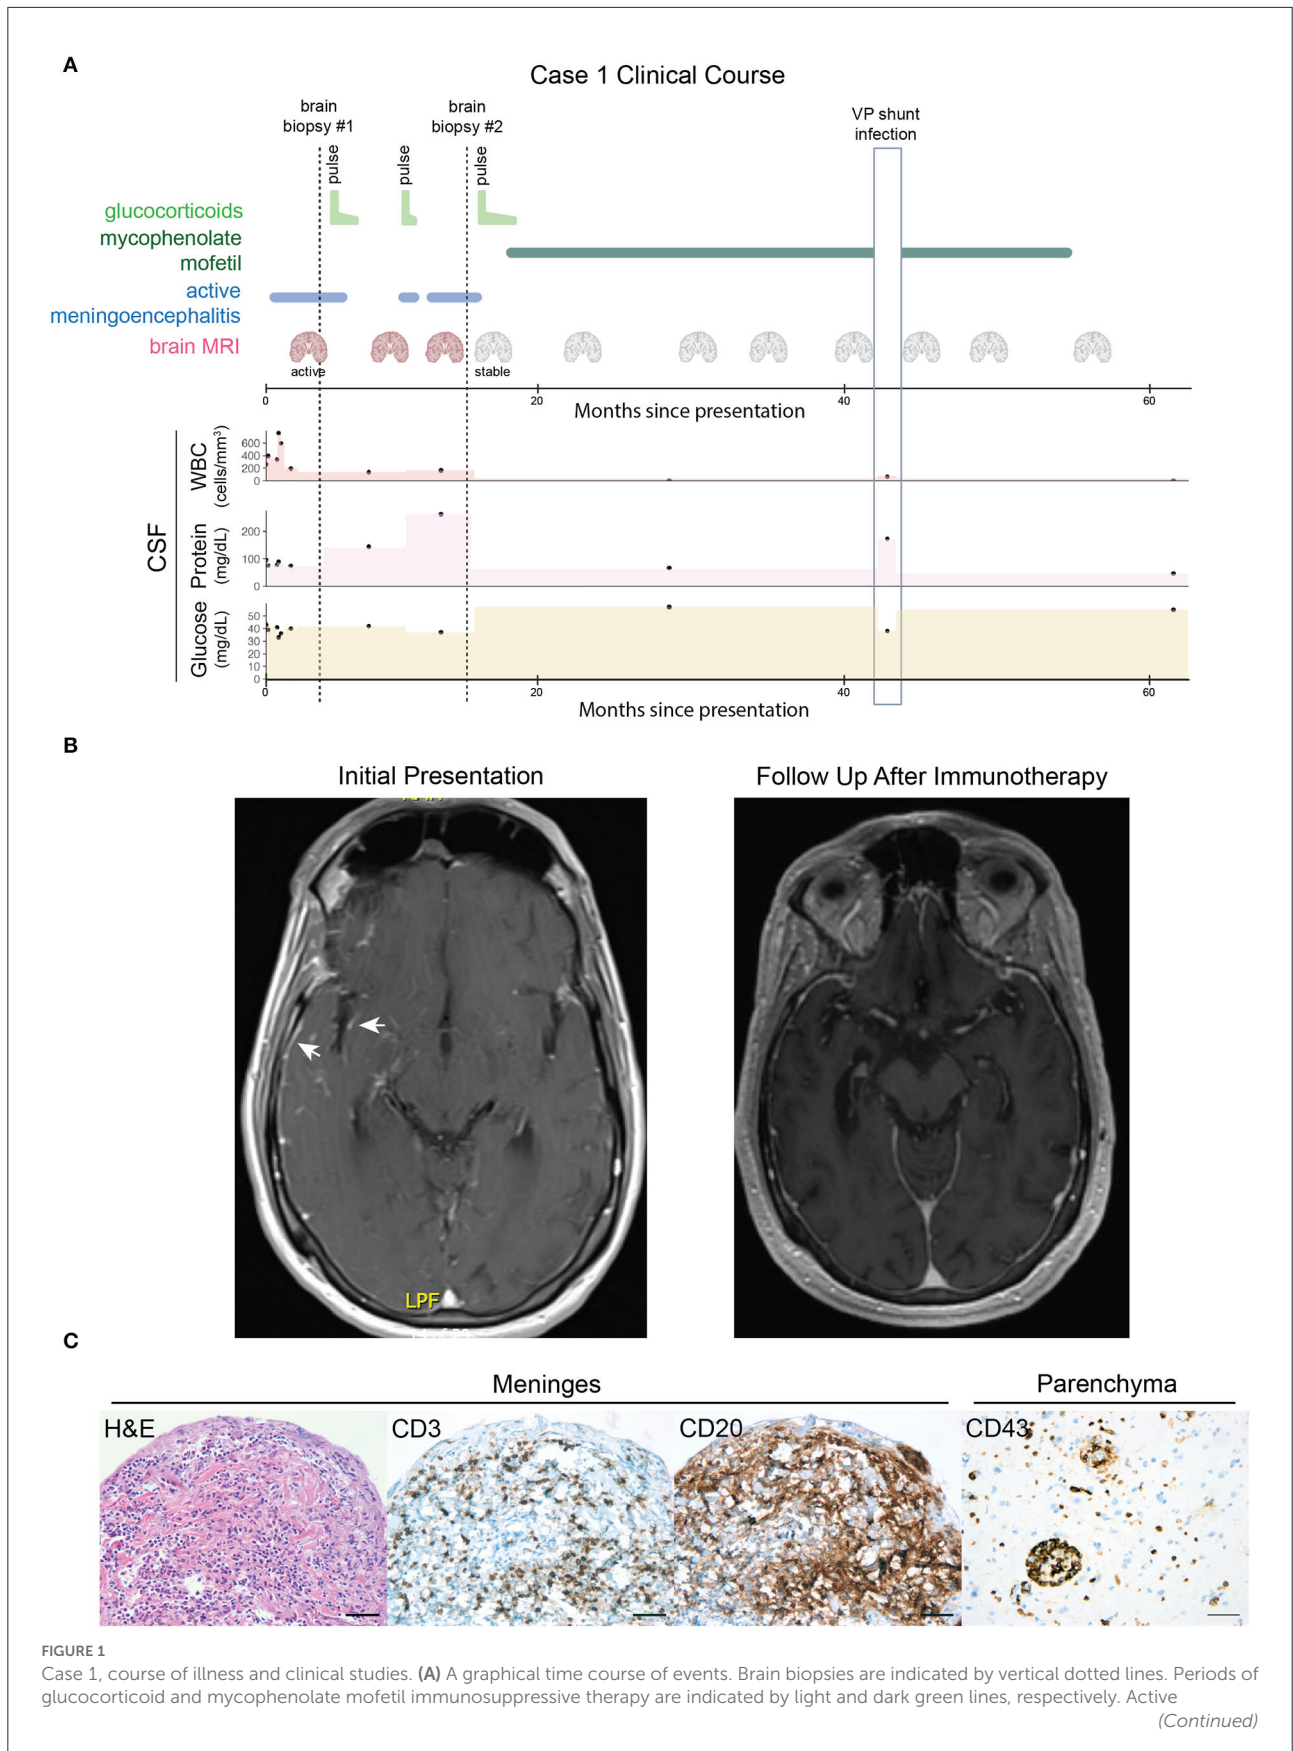 A
Case 1 Clinical Course
brain
biopsy #1
brain
biopsy #2
VP shunt
infection
pulse
pulse
pulse
glucocorticoids
mycophenolate
mofetil
active
meningoencephalitis
brain MRI
active
stable
0 20 40 60
Months since presentation
CSF
WBC
(cells/mm³)
600
400
200
0
Protein
(mg/dL)
200
100
0
Glucose
(mg/dL)
50
40
30
20
10
0
0 20 40 60
Months since presentation
B
Initial Presentation
Follow Up After Immunotherapy
LPF
C
Meninges
Parenchyma
H&E
CD3
CD20
CD43
FIGURE 1
Case 1, course of illness and clinical studies. (A) A graphical time course of events. Brain biopsies are indicated by vertical dotted lines. Periods of
glucocorticoid and mycophenolate mofetil immunosuppressive therapy are indicated by light and dark green lines, respectively. Active
(Continued)